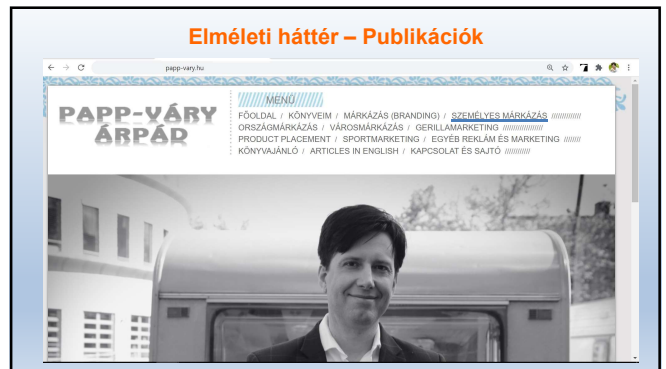 Elméleti háttér – Publikációk
papp-vary.hu
PAPP-VÁRY
ÁRPÁD
//////////MENÜ//////////
FŐOLDAL / KÖNYVEIM / MÁRKÁZÁS (BRANDING) / SZEMÉLYES MÁRKÁZÁS /////////////
ORSZÁGMÁRKÁZÁS / VÁROSMÁRKÁZÁS / GERILLAMARKETING //////////////////
PRODUCT PLACEMENT / SPORTMARKETING / EGYÉB REKLÁM ÉS MARKETING ////////
KÖNYVAJÁNLÓ / ARTICLES IN ENGLISH / KAPCSOLAT ÉS SAJTÓ ////////////